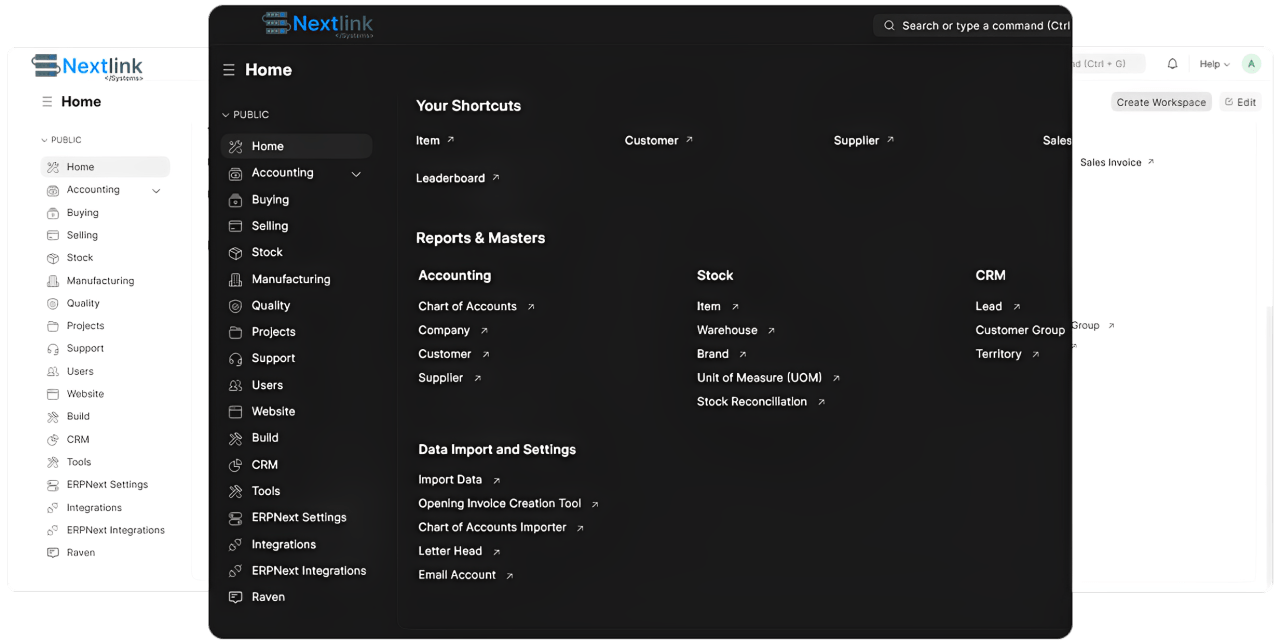 Nextlink
</Systems>
Search or type a command (Ctrl
Home
PUBLIC
Home
Accounting
Buying
Selling
Stock
Manufacturing
Quality
Projects
Support
Users
Website
Build
CRM
Tools
ERPNext Settings
Integrations
ERPNext Integrations
Raven
Your Shortcuts
Item
Customer
Supplier
Sales
Leaderboard
Reports & Masters
Accounting
Chart of Accounts
Company
Customer
Supplier
Stock
Item
Warehouse
Brand
Unit of Measure (UOM)
Stock Reconciliation
CRM
Lead
Customer Group
Territory
Data Import and Settings
Import Data
Opening Invoice Creation Tool
Chart of Accounts Importer
Letter Head
Email Account
Nextlink
</Systems>
Home
PUBLIC
Home
Accounting
Buying
Selling
Stock
Manufacturing
Quality
Projects
Support
Users
Website
Build
CRM
Tools
ERPNext Settings
Integrations
ERPNext Integrations
Raven
nd (Ctrl + G)
Help
A
Create Workspace
Edit
Sales Invoice
Group